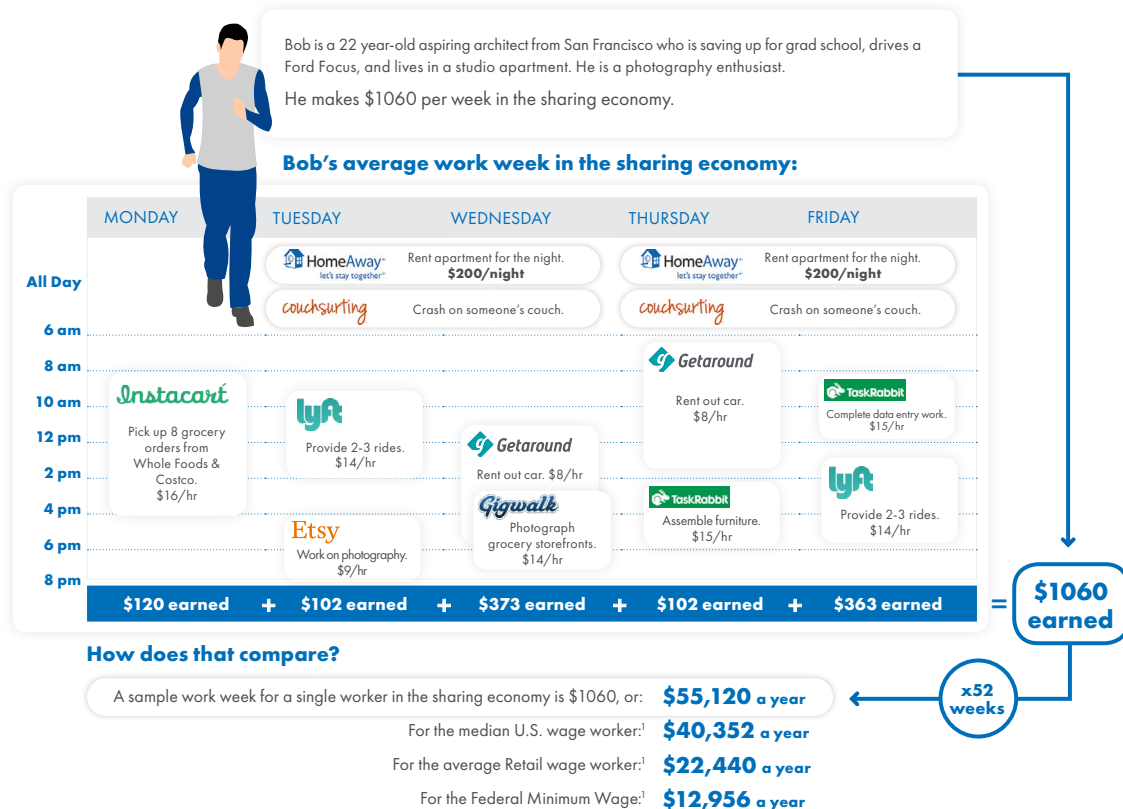 Bob is a 22 year-old aspiring architect from San Francisco who is saving up for grad school, drives a
Ford Focus, and lives in a studio apartment. He is a photography enthusiast.
He makes $1060 per week in the sharing economy.
Bob's average work week in the sharing economy:
MONDAY
TUESDAY
WEDNESDAY
THURSDAY
FRIDAY
All Day
HomeAway
let's stay together
Rent apartment for the night.
$200/night
HomeAway
let's stay together
Rent apartment for the night.
$200/night
couchsurfing
Crash on someone's couch.
couchsurfing
Crash on someone's couch.
6 am
8 am
10 am
12 pm
2 pm
4 pm
6 pm
8 pm
Instacart
Pick up 8 grocery
orders from
Whole Foods &
Costco.
$16/hr
lyft
Provide 2-3 rides.
$14/hr
Etsy
Work on photography.
$9/hr
Getaround
Rent out car. $8/hr
Gigwalk
Photograph
grocery storefronts.
$14/hr
Getaround
Rent out car.
$8/hr
TaskRabbit
Assemble furniture.
$15/hr
TaskRabbit
Complete data entry work.
$15/hr
lyft
Provide 2-3 rides.
$14/hr
$120 earned + $102 earned + $373 earned + $102 earned + $363 earned =
$1060
earned
How does that compare?
A sample work week for a single worker in the sharing economy is $1060, or: $55,120 a year
x52
weeks
For the median U.S. wage worker:¹ $40,352 a year
For the average Retail wage worker:¹ $22,440 a year
For the Federal Minimum Wage:¹ $12,956 a year